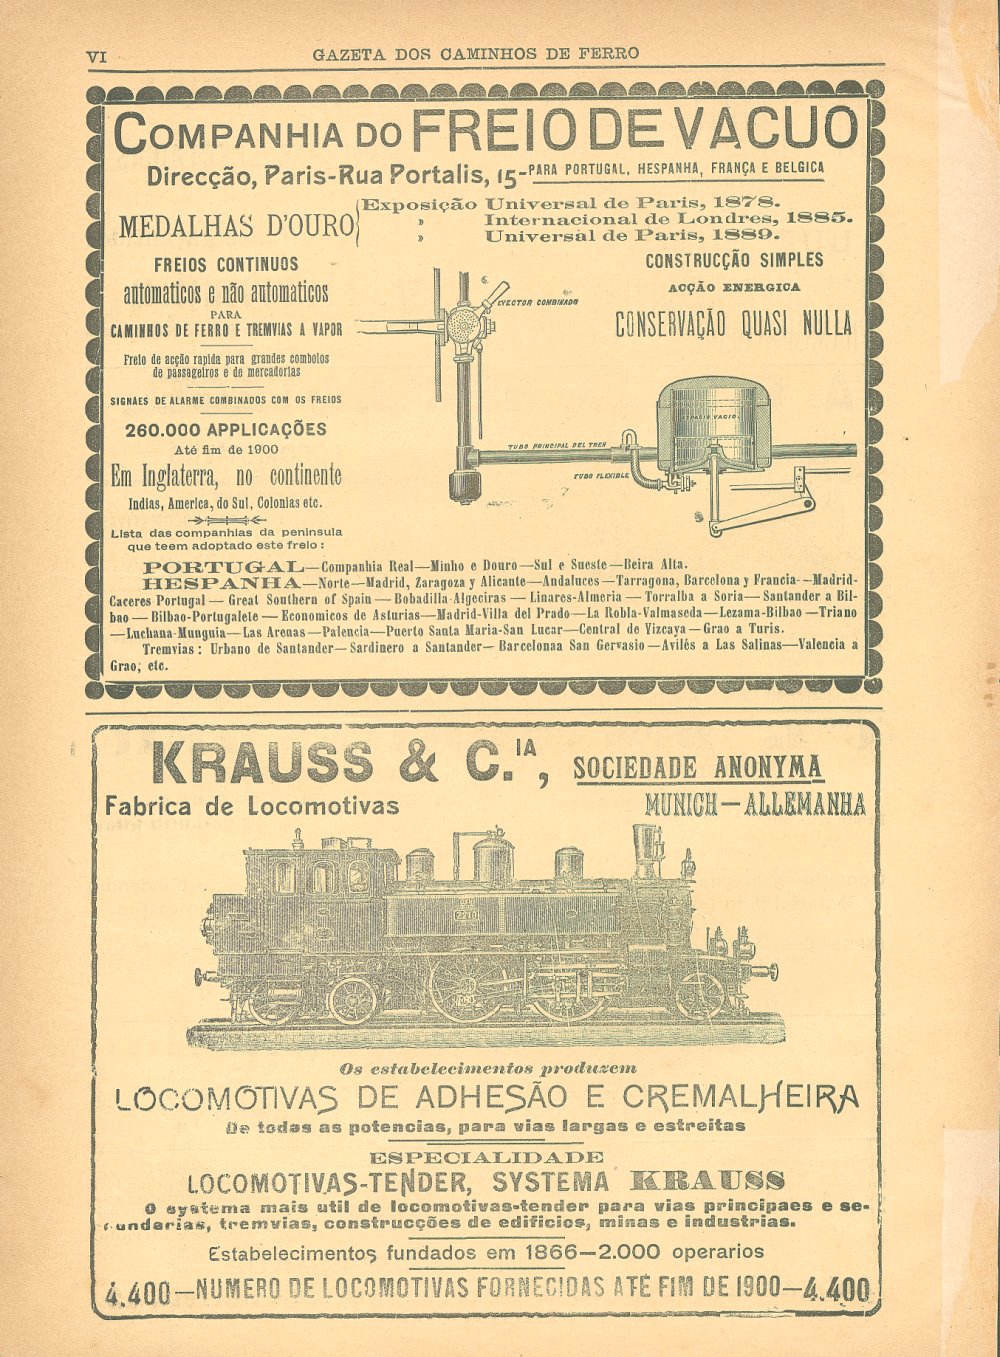 VI
GAZETA DOS CAMINHOS DE FERRO
COMPANHIA DO FREIO DE VACUO
Direcção, Paris-Rua Portalis, 15-PARA PORTUGAL, HESPANHA, FRANÇA E BELGICA
MEDALHAS D'OURO
Exposição Universal de Paris, 1878.
» Internacional de Londres, 1885.
» Universal de Paris, 1889.
FREIOS CONTINUOS
automaticos e não automaticos
PARA
CAMINHOS DE FERRO E TREMVIAS A VAPOR
Freio de acção rapida para grandes comboios
de passageiros e de mercadorias
SIGNAES DE ALARME COMBINADOS COM OS FREIOS
260.000 APPLICAÇÕES
Até fim de 1900
Em Inglaterra, no continente
Indias, America, do Sul, Colonias etc.
Lista das companhias da peninsula
que teem adoptado este freio:
CONSTRUCÇÃO SIMPLES
ACÇÃO ENERGICA
CONSERVAÇÃO QUASI NULLA
EYECTOR COMBINADO
ESPACIO VACIO.
TUBO PRINCIPAL DEL TREN
TUBO FLEXIBLE
PORTUGAL—Companhia Real—Minho e Douro—Sul e Sueste—Beira Alta.
HESPANHA—Norte—Madrid, Zaragoza y Alicante—Andaluces—Tarragona, Barcelona y Francia—Madrid-
Caceres Portugal—Great Southern of Spain—Bobadilla-Algeciras—Linares-Almeria—Torralba a Soria—Santander a Bil-
bao—Bilbao-Portugalete—Economicos de Asturias—Madrid-Villa del Prado—La Robla-Valmaseda—Lezama-Bilbao—Triano
—Luchana-Munguia—Las Arenas—Palencia—Puerto Santa Maria-San Lucar—Central de Vizcaya—Grao a Turis.
Tremvias: Urbano de Santander—Sardinero a Santander—Barcelonaa San Gervasio—Avilés a Las Salinas—Valencia a
Grao; etc.
KRAUSS & C.IA, SOCIEDADE ANONYMA
Fabrica de Locomotivas
MUNICH—ALLEMANHA
Os estabelecimentos produzem
LOCOMOTIVAS DE ADHESÃO E CREMALHEIRA
De todas as potencias, para vias largas e estreitas
ESPECIALIDADE
LOCOMOTIVAS-TENDER, SYSTEMA KRAUSS
O systema mais util de locomotivas-tender para vias principaes e se-
cundarias, tremvias, construcções de edificios, minas e industrias.
Estabelecimentos fundados em 1866—2.000 operarios
4.400—NUMERO DE LOCOMOTIVAS FORNECIDAS ATÉ FIM DE 1900—4.400